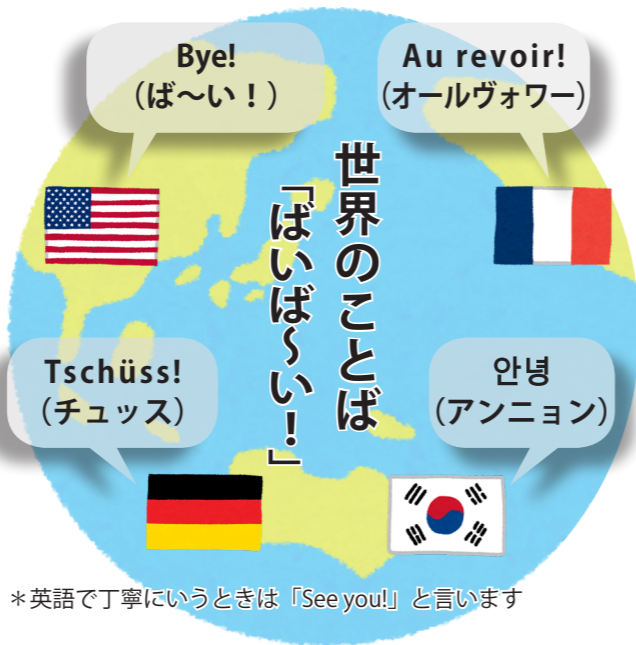 世界のことば
「ばいば～い！」
Bye!
（ば～い！）
Au revoir!
（オールヴォワー）
Tschüss!
（チュッス）
안녕
（アンニョン）
＊英語で丁寧にいうときは「See you!」と言います